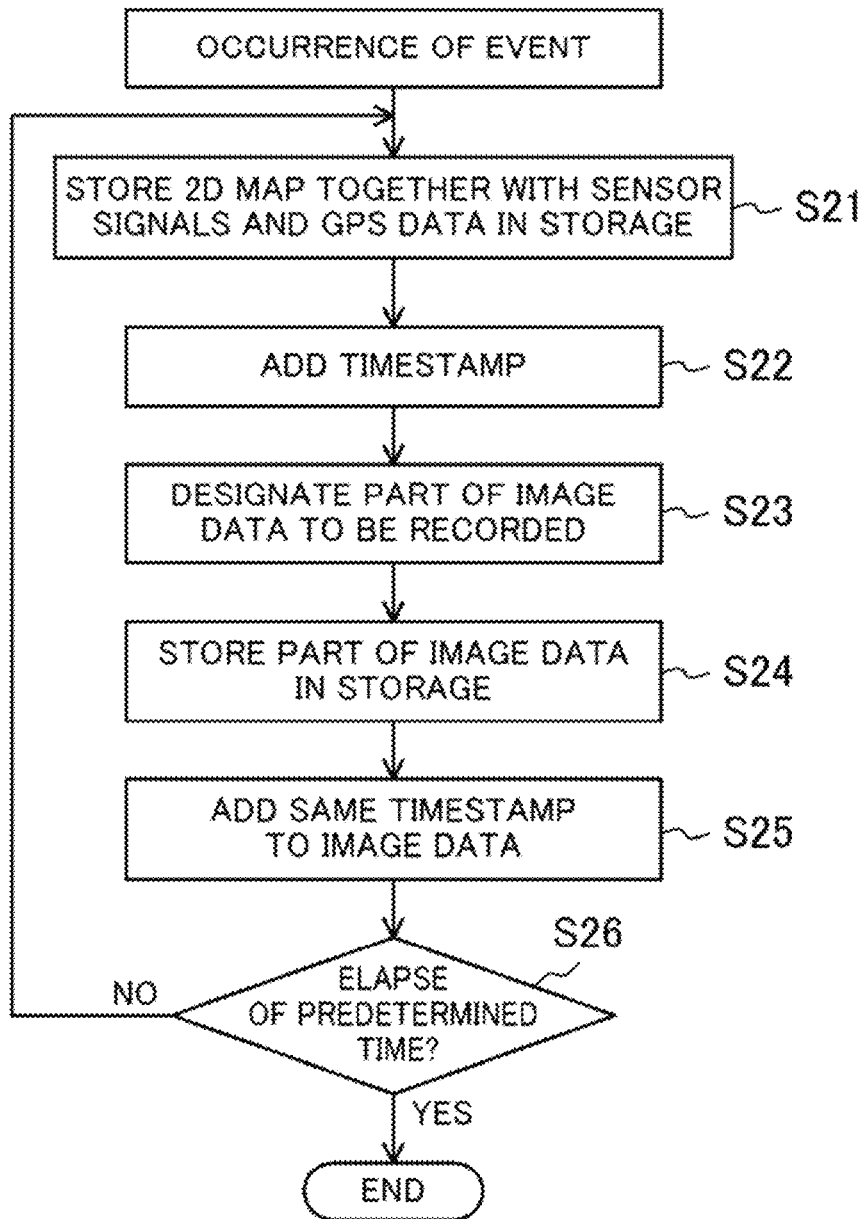 OCCURRENCE OF EVENT
STORE 2D MAP TOGETHER WITH SENSOR
SIGNALS AND GPS DATA IN STORAGE
S21
ADD TIMESTAMP
S22
DESIGNATE PART OF IMAGE
DATA TO BE RECORDED
S23
STORE PART OF IMAGE DATA
IN STORAGE
S24
ADD SAME TIMESTAMP
TO IMAGE DATA
S25
S26
ELAPSE
OF PREDETERMINED
TIME?
NO
YES
END